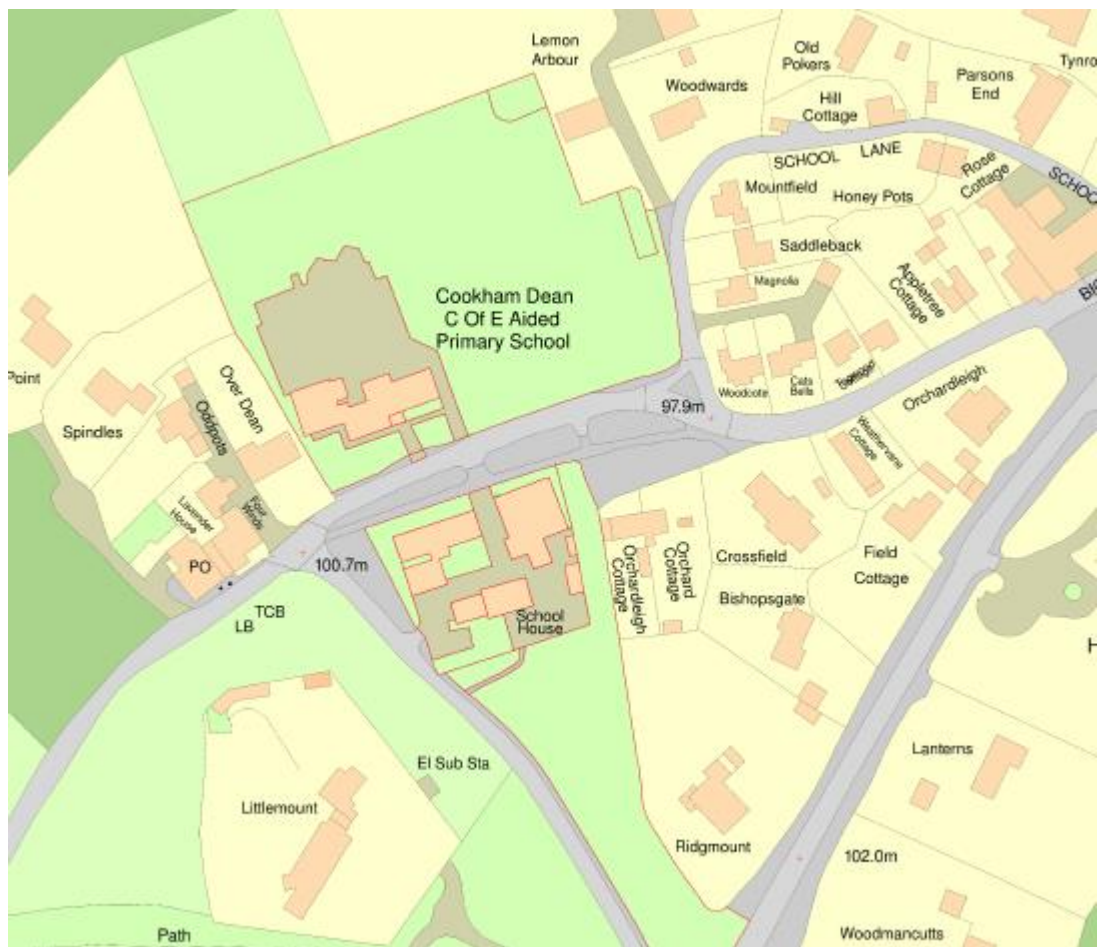 Lemon
Arbour
Woodwards
Old
Pokers
Hill
Cottage
Parsons
End
Tynro
SCHOOL LANE
Rose
Cottage
SCHOO
Mountfield
Honey Pots
Saddleback
Magnolia
Appletree
Cottage
BIG
Cookham Dean
C Of E Aided
Primary School
Point
Spindles
Oddpots
Over Dean
Lavender
House
Four
Winds
PO
97.9m
Woodcote
Cats
Bells
Orchardleigh
Weathervane
Cottage
100.7m
TCB
LB
School
House
Orchardleigh
Cottage
Orchard
Cottage
Crossfield
Bishopsgate
Field
Cottage
H
El Sub Sta
Littlemount
Ridgmount
Lanterns
102.0m
Path
Woodmancutts